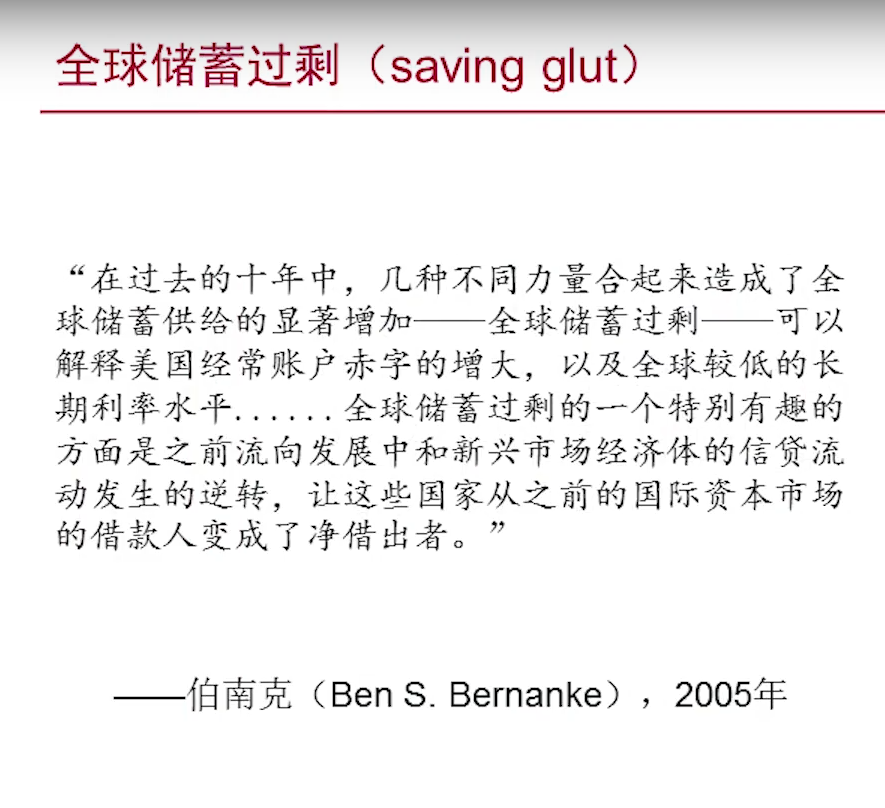 全球储蓄过剩（saving glut）
“在过去的十年中，几种不同力量合起来造成了全
球储蓄供给的显著增加——全球储蓄过剩——可以
解释美国经常账户赤字的增大，以及全球较低的长
期利率水平......全球储蓄过剩的一个特别有趣的
方面是之前流向发展中和新兴市场经济体的信贷流
动发生的逆转，让这些国家从之前的国际资本市场
的借款人变成了净借出者。”
——伯南克（Ben S. Bernanke），2005年